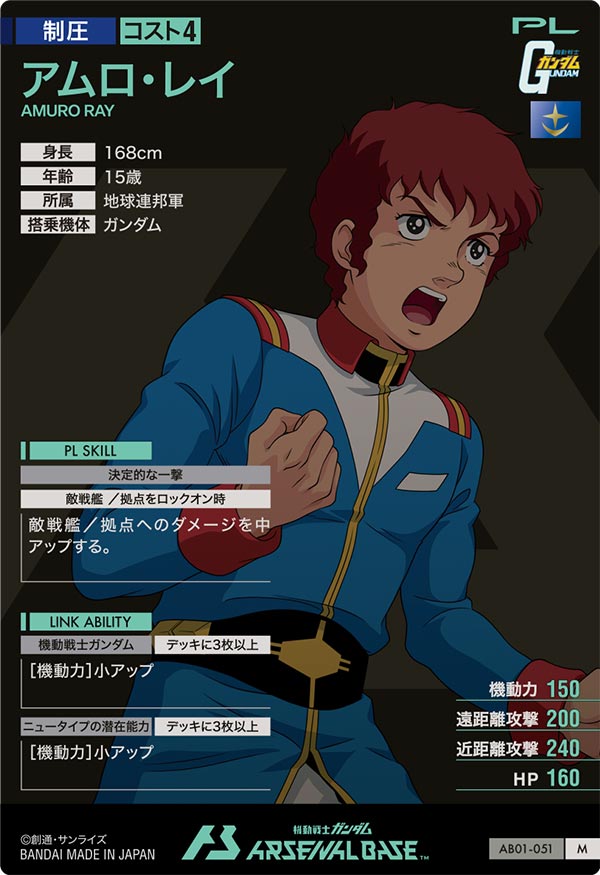 制圧 コスト4
PL
アムロ・レイ
AMURO RAY
機動戦士
ガンダム
GUNDAM
身長 168cm
年齢 15歳
所属 地球連邦軍
搭乗機体 ガンダム
PL SKILL
決定的な一撃
敵戦艦／拠点をロックオン時
敵戦艦／拠点へのダメージを中
アップする。
LINK ABILITY
機動戦士ガンダム デッキに3枚以上
[機動力]小アップ
ニュータイプの潜在能力 デッキに3枚以上
[機動力]小アップ
機動力 150
遠距離攻撃 200
近距離攻撃 240
HP 160
©創通・サンライズ
BANDAI MADE IN JAPAN
機動戦士ガンダム
AB ARSENAL BASE™
AB01-051 M